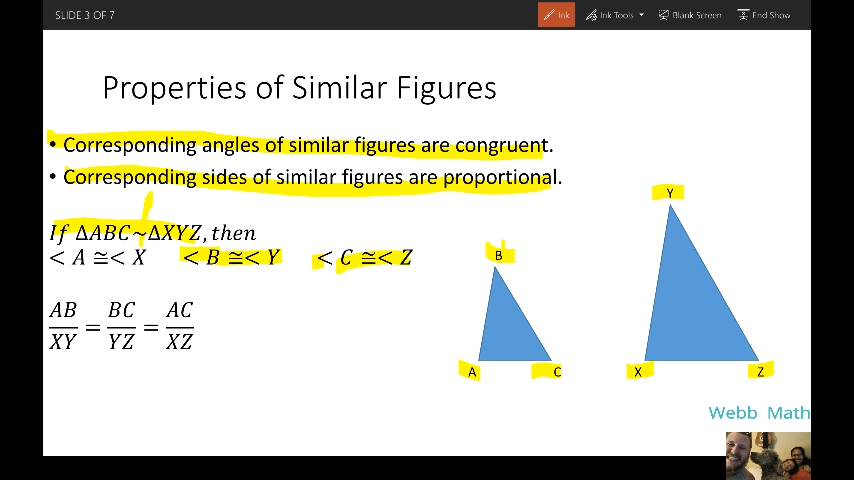 SLIDE 3 OF 7
Ink
Ink Tools
Blank Screen
End Show
Properties of Similar Figures
• Corresponding angles of similar figures are congruent.
• Corresponding sides of similar figures are proportional.
If ΔABC~ΔXYZ, then
< A ≅< X < B ≅< Y < C ≅< Z
AB/XY = BC/YZ = AC/XZ
B
A
C
Y
X
Z
Webb Math